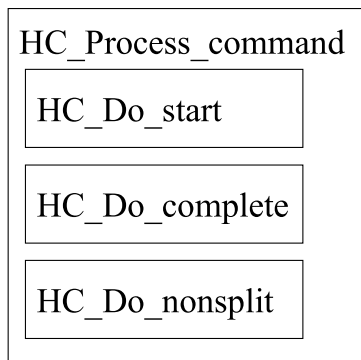 HC_Process_command
HC_Do_start
HC_Do_complete
HC_Do_nonsplit